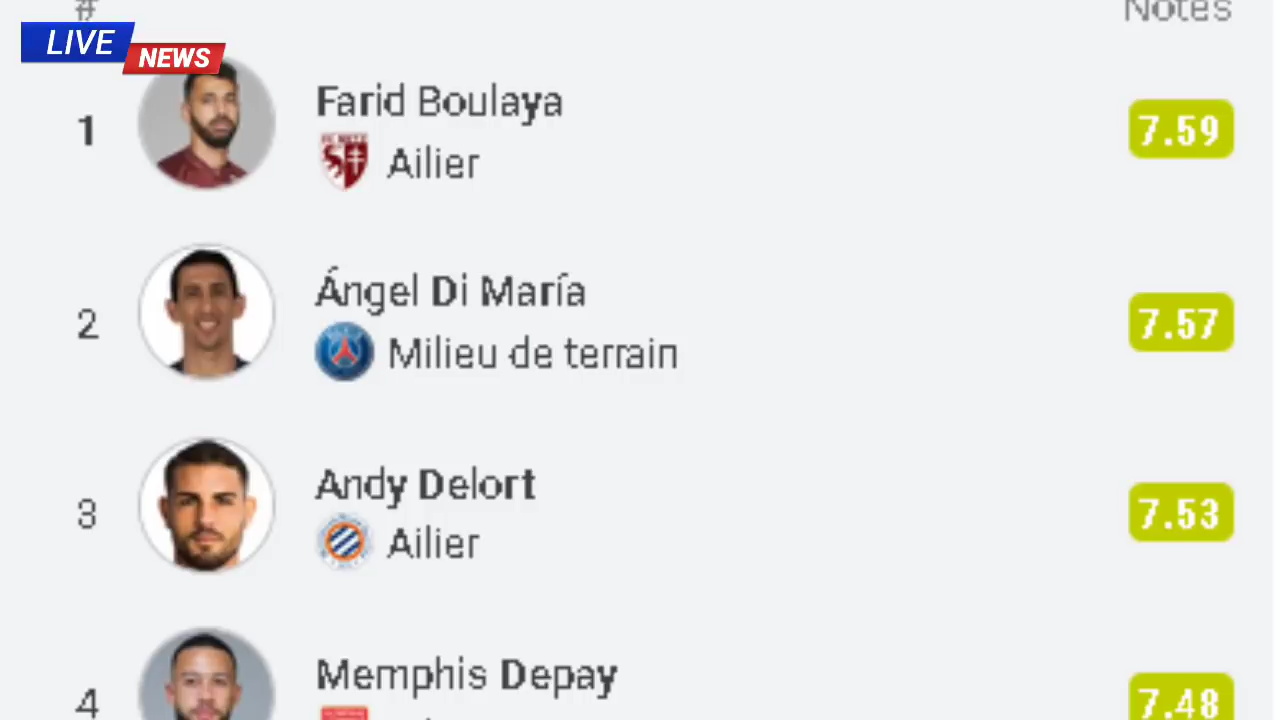 #
Notes
LIVE
NEWS
1
Farid Boulaya
Ailier
7.59
2
Ángel Di María
Milieu de terrain
7.57
3
Andy Delort
Ailier
7.53
4
Memphis Depay
7.48